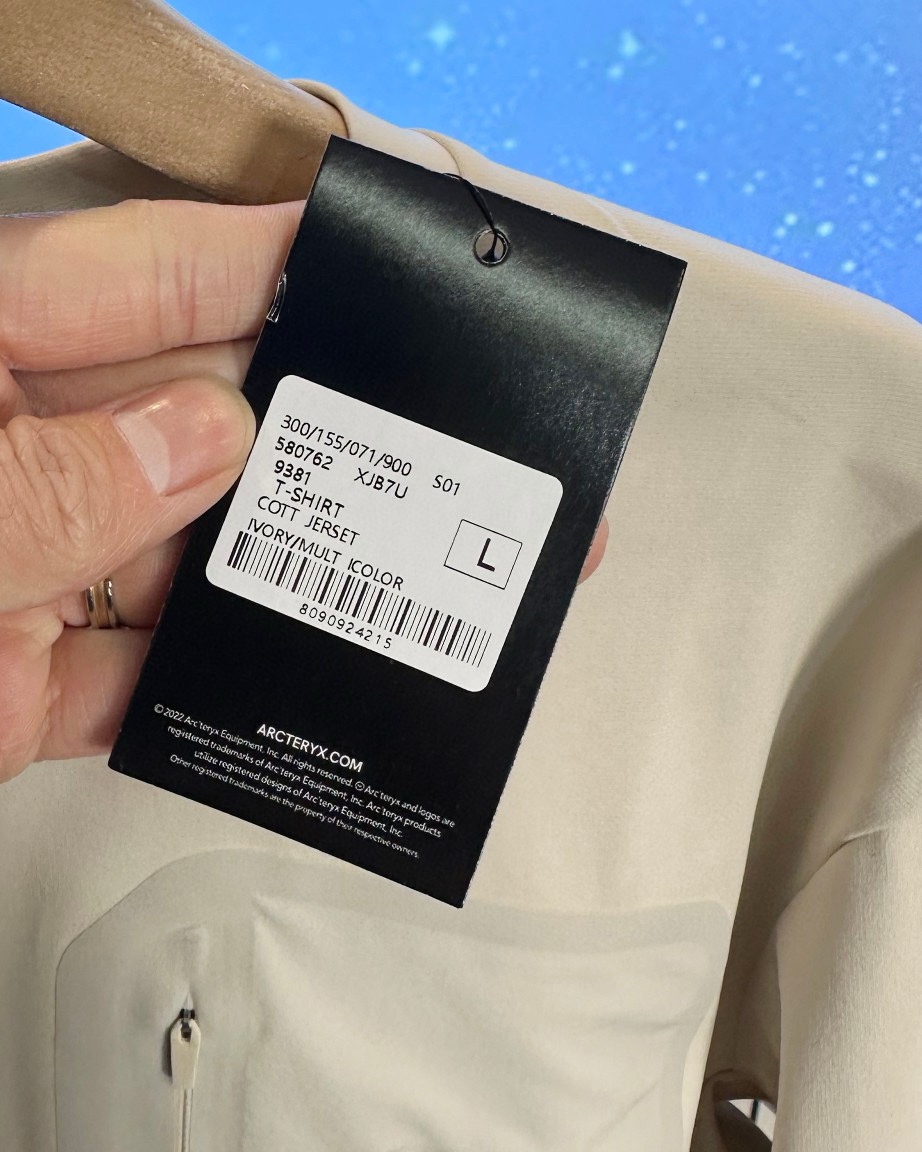 300/155/071/900 S01
580762 XJB7U
9381
T-SHIRT
COTT JERSET
IVORY/MULT ICOLOR
L
8090924215
ARCTERYX.COM
©2022 Arc'teryx Equipment, Inc. All rights reserved. Arc'teryx and logos are
registered trademarks of Arc'teryx Equipment, Inc. Arc'teryx products
utilize registered designs of Arc'teryx Equipment, Inc.
Other registered trademarks are the property of their respective owners.